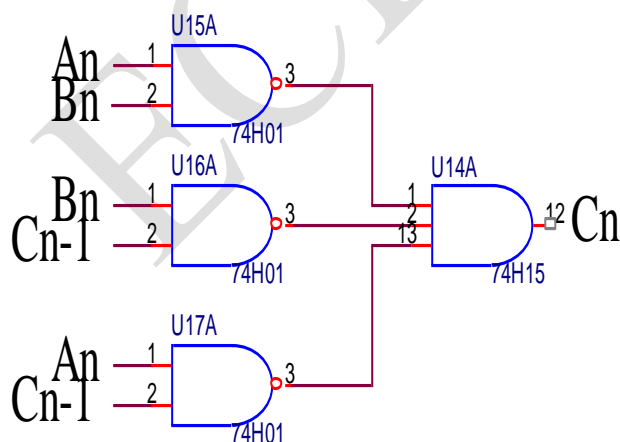 U15A
An 1
3
Bn 2
74H01
U16A
U14A
Bn 1
1
3
2
12 Cn
Cn-1 2
13
74H01
74H15
U17A
An 1
3
Cn-1 2
74H01